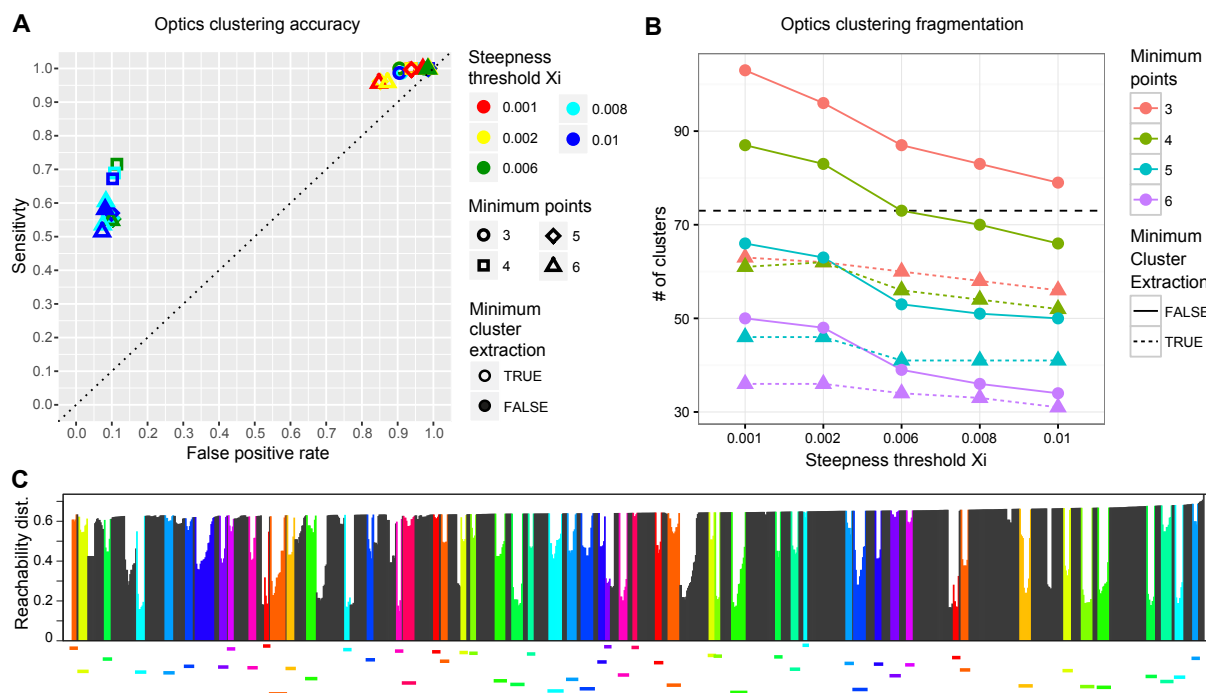 A
Optics clustering accuracy
Sensitivity
1.0
0.9
0.8
0.7
0.6
0.5
0.4
0.3
0.2
0.1
0.0
0.0 0.1 0.2 0.3 0.4 0.5 0.6 0.7 0.8 0.9 1.0
False positive rate
Steepness
threshold Xi
0.001 0.008
0.002 0.01
0.006
Minimum points
3 5
4 6
Minimum
cluster
extraction
TRUE
FALSE
B
Optics clustering fragmentation
# of clusters
90
70
50
30
0.001 0.002 0.006 0.008 0.01
Steepness threshold Xi
Minimum
points
3
4
5
6
Minimum
Cluster
Extraction
FALSE
TRUE
C
Reachability dist.
0.6
0.4
0.2
0